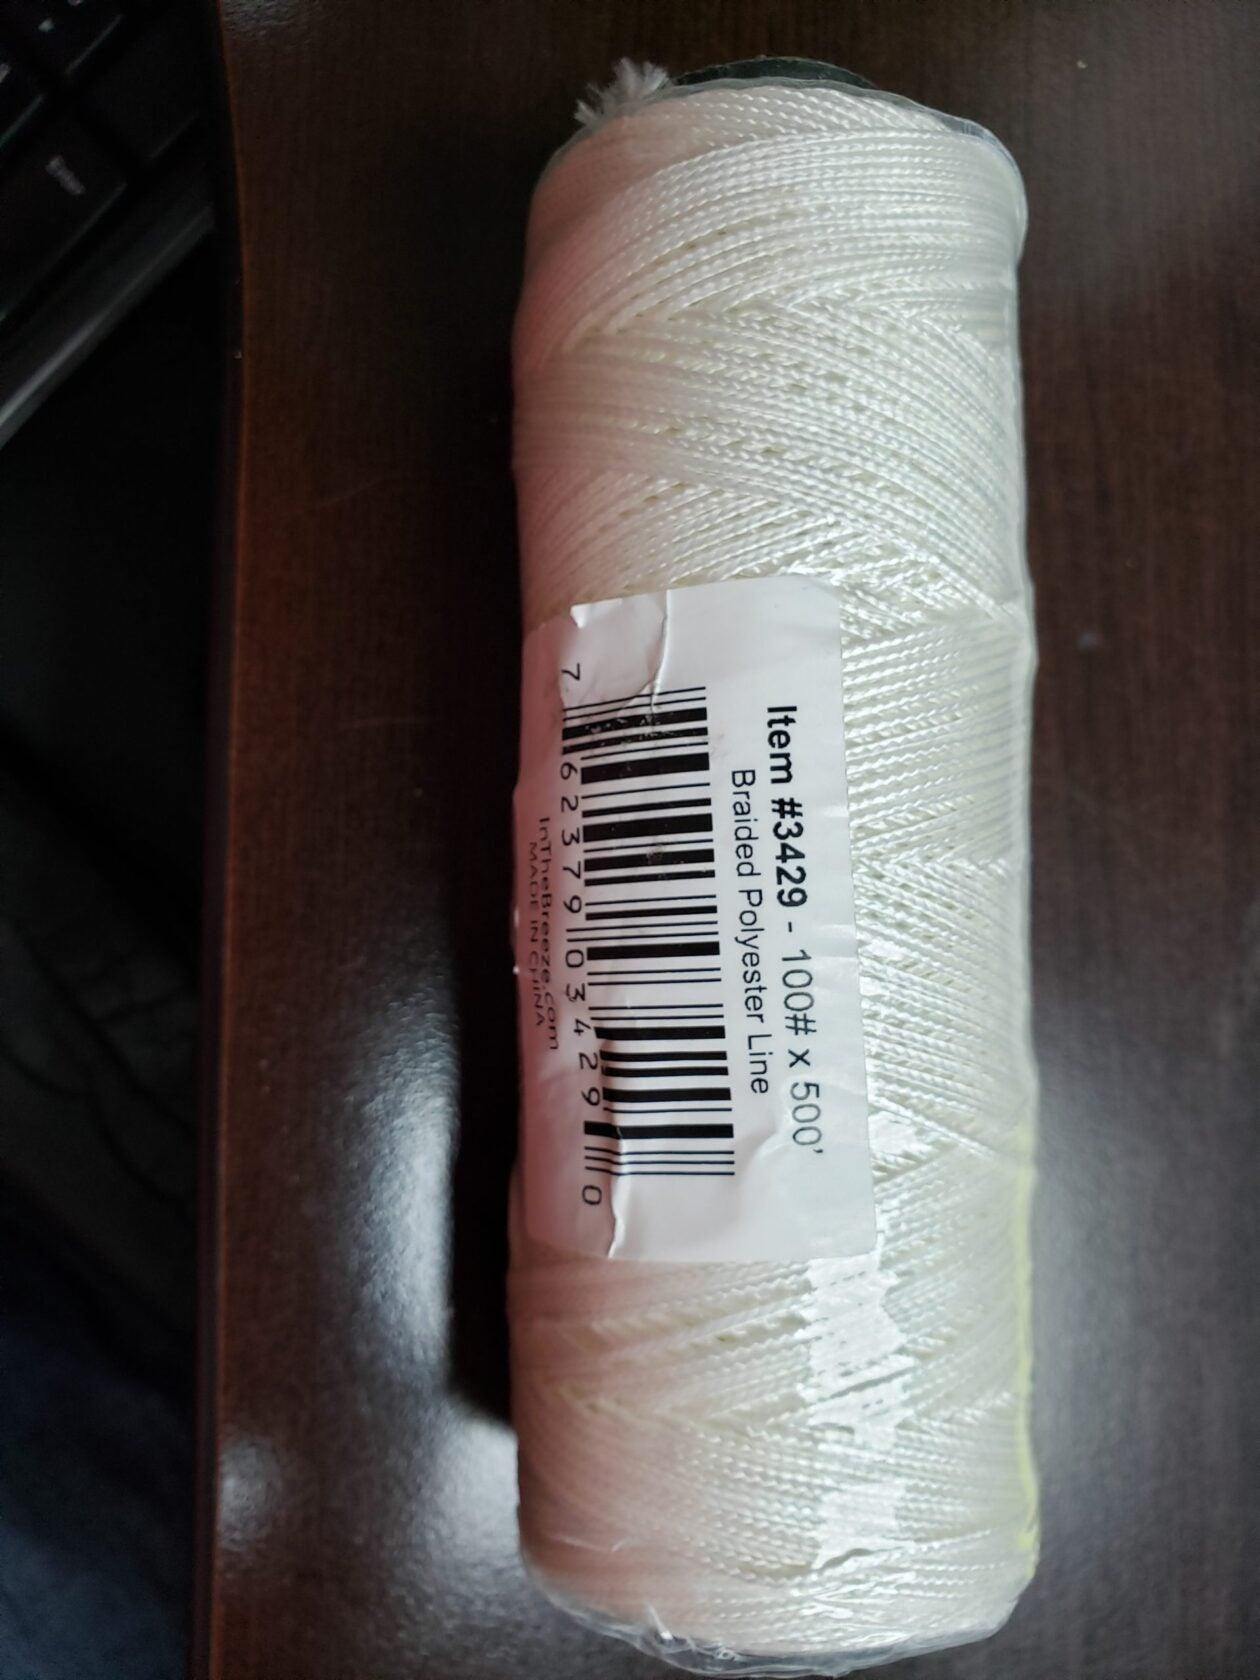 Item #3429 - 100# x 500'
Braided Polyester Line
7 62379 03429 0
InTheBreeze.com
MADE IN CHINA